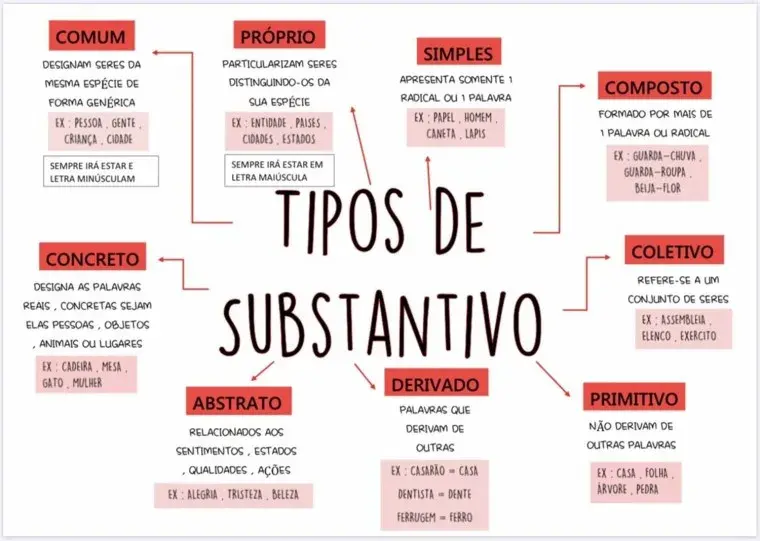 COMUM
DESIGNAM SERES DA
MESMA ESPÉCIE DE
FORMA GENÉRICA
EX : PESSOA , GENTE ,
CRIANÇA , CIDADE
SEMPRE IRÁ ESTAR E
LETRA MINÚSCULAM
PRÓPRIO
PARTICULARIZAM SERES
DISTINGUINDO-OS DA
SUA ESPÉCIE
EX : ENTIDADE , PAISES ,
CIDADES , ESTADOS
SEMPRE IRÁ ESTAR EM
LETRA MAIÚSCULA
SIMPLES
APRESENTA SOMENTE 1
RADICAL OU 1 PALAVRA
EX : PAPEL , HOMEM ,
CANETA , LAPIS
COMPOSTO
FORMADO POR MAIS DE
1 PALAVRA OU RADICAL
EX : GUARDA-CHUVA ,
GUARDA-ROUPA ,
BEIJA-FLOR
TIPOS DE
SUBSTANTIVO
CONCRETO
DESIGNA AS PALAVRAS
REAIS , CONCRETAS SEJAM
ELAS PESSOAS , OBJETOS
, ANIMAIS OU LUGARES
EX : CADEIRA , MESA ,
GATO , MULHER
COLETIVO
REFERE-SE A UM
CONJUNTO DE SERES
EX : ASSEMBLEIA ,
ELENCO , EXERCITO
ABSTRATO
RELACIONADOS AOS
SENTIMENTOS , ESTADOS
, QUALIDADES , AÇÕES
EX : ALEGRIA , TRISTEZA , BELEZA
DERIVADO
PALAVRAS QUE
DERIVAM DE
OUTRAS
EX : CASARÃO = CASA
DENTISTA = DENTE
FERRUGEM = FERRO
PRIMITIVO
NÃO DERIVAM DE
OUTRAS PALAVRAS
EX : CASA , FOLHA ,
ÁRVORE , PEDRA